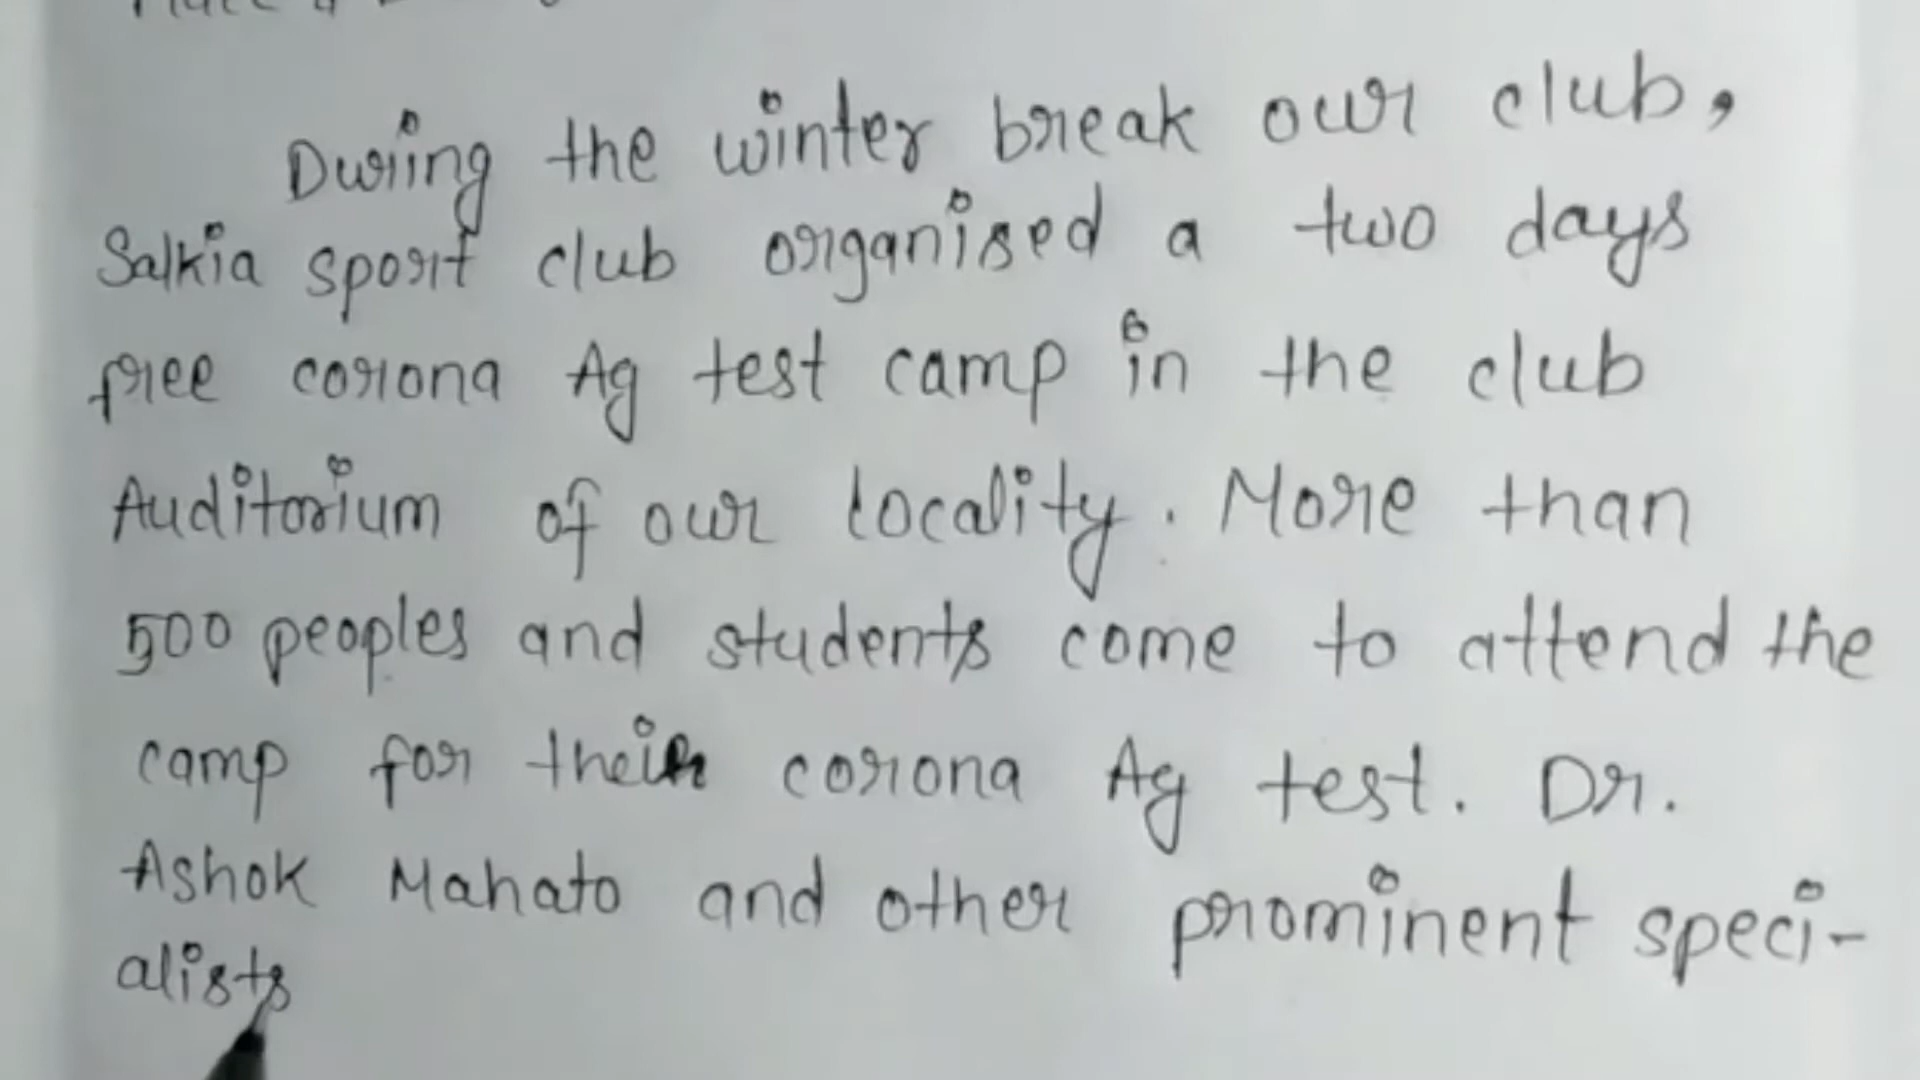 During the winter break our club,
Salkia sport club organised a two days
free corona Ag test camp in the club
Auditorium of our locality. More than
500 peoples and students come to attend the
camp for their corona Ag test. Dr.
Ashok Mahato and other prominent speci-
alists